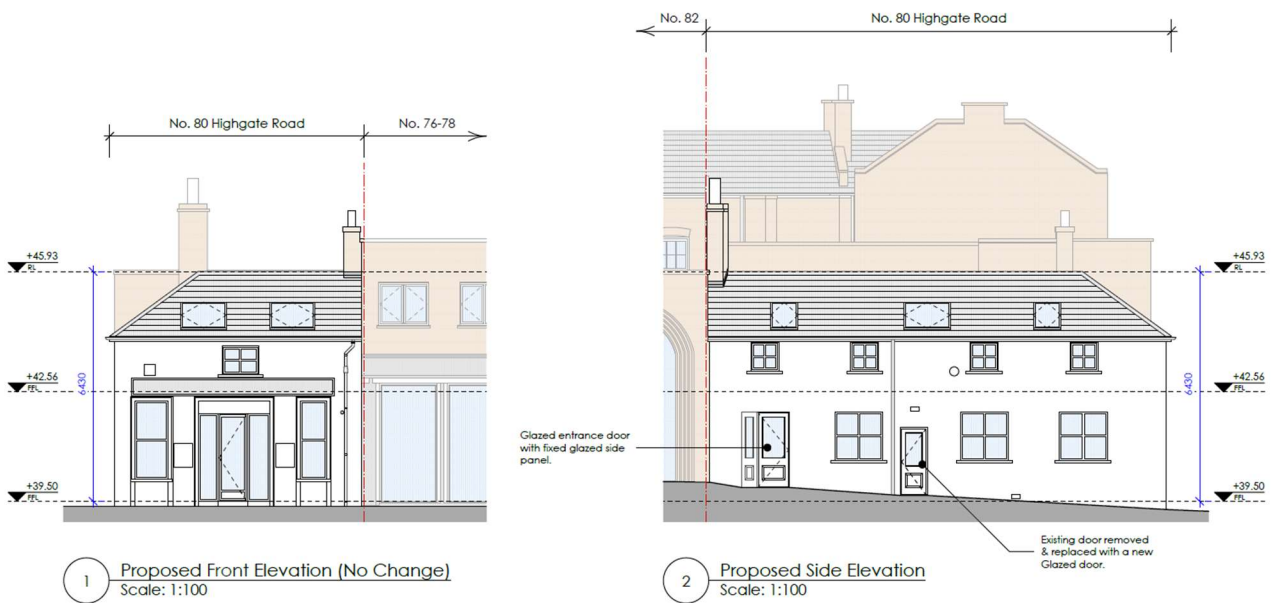 No. 80 Highgate Road
No. 76-78
+45.93
RL
+42.56
FFL
+39.50
FFL
6430
1
Proposed Front Elevation (No Change)
Scale: 1:100
No. 82
No. 80 Highgate Road
+45.93
RL
+42.56
FFL
+39.50
FFL
6430
Glazed entrance door
with fixed glazed side
panel.
Existing door removed
& replaced with a new
Glazed door.
2
Proposed Side Elevation
Scale: 1:100